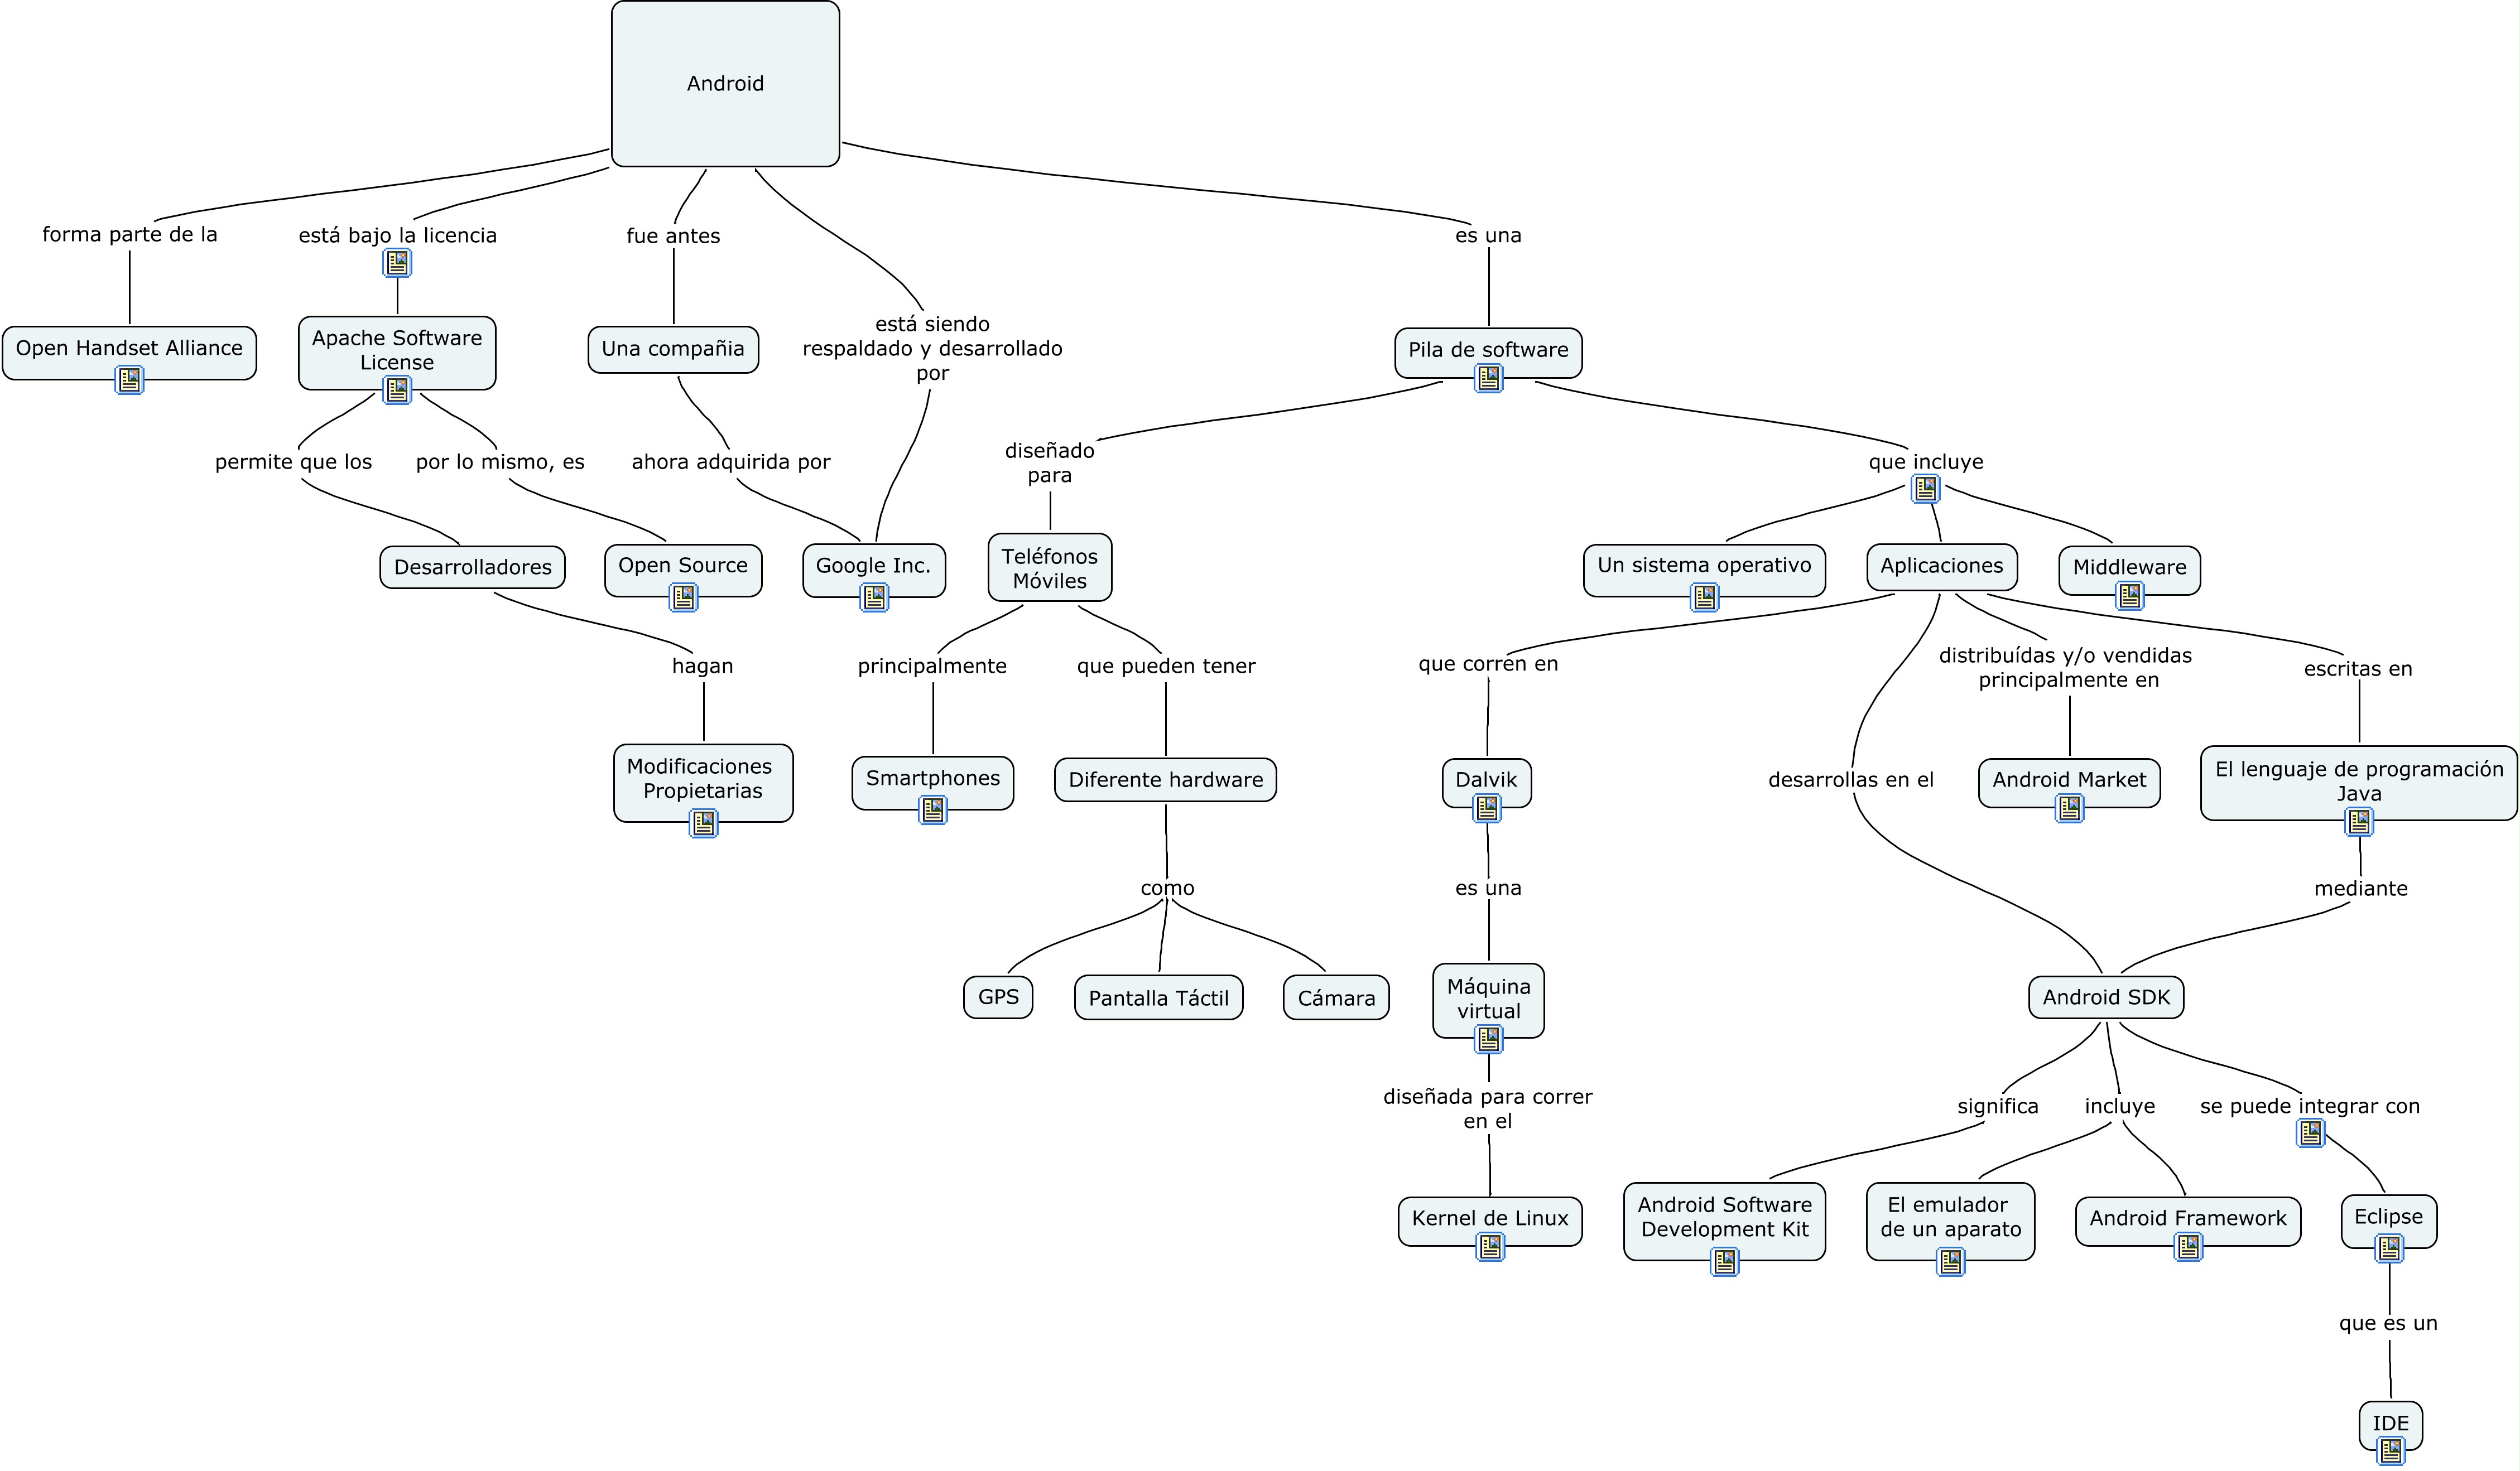 Android
forma parte de la
está bajo la licencia
fue antes
es una
está siendo
respaldado y desarrollado
por
Open Handset Alliance
Apache Software
License
Una compañia
Pila de software
permite que los
por lo mismo, es
ahora adquirida por
diseñado
para
que incluye
Desarrolladores
Open Source
Google Inc.
Teléfonos
Móviles
Un sistema operativo
Aplicaciones
Middleware
hagan
principalmente
que pueden tener
que corren en
distribuídas y/o vendidas
principalmente en
escritas en
Modificaciones
Propietarias
Smartphones
Diferente hardware
Dalvik
desarrollas en el
Android Market
El lenguaje de programación
Java
como
es una
mediante
GPS
Pantalla Táctil
Cámara
Máquina
virtual
Android SDK
diseñada para correr
en el
significa
incluye
se puede integrar con
Kernel de Linux
Android Software
Development Kit
El emulador
de un aparato
Android Framework
Eclipse
que es un
IDE